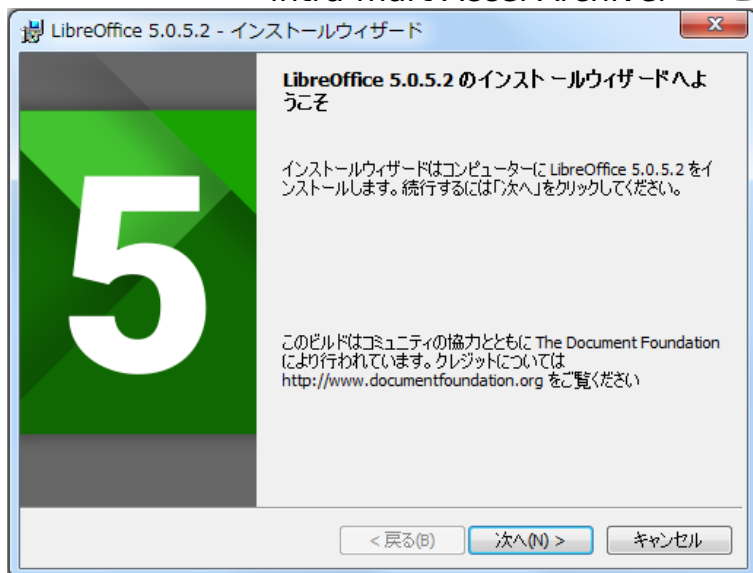 LibreOffice 5.0.5.2 - インストールウィザード
LibreOffice 5.0.5.2 のインストールウィザードへよ
うこそ
インストールウィザードはコンピューターに LibreOffice 5.0.5.2 をイ
ンストールします。続行するには「次へ」をクリックしてください。
5
このビルドはコミュニティの協力とともに The Document Foundation
により行われています。クレジットについては
http://www.documentfoundation.org をご覧ください
< 戻る(B)
次へ(N) >
キャンセル